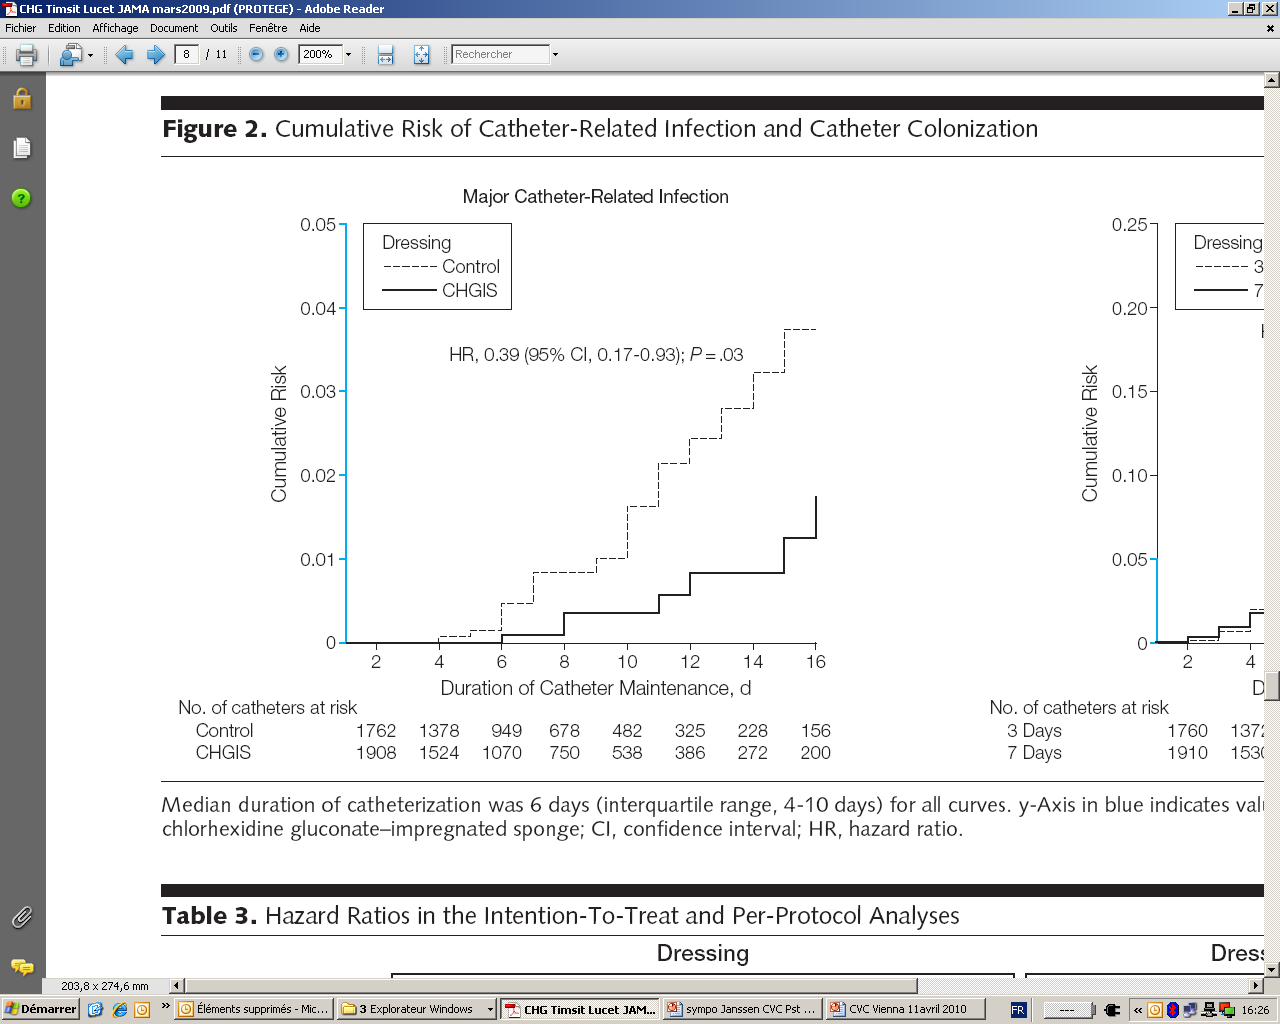 CHG Timsit Lucet JAMA mars2009.pdf (PROTEGE) - Adobe Reader
Fichier Edition Affichage Document Outils Fenêtre Aide
8 / 11 200% Rechercher
Figure 2. Cumulative Risk of Catheter-Related Infection and Catheter Colonization
Major Catheter-Related Infection
0.05
0.04
0.03
0.02
0.01
0
Cumulative Risk
Dressing
Control
CHGIS
HR, 0.39 (95% CI, 0.17-0.93); P = .03
2 4 6 8 10 12 14 16
Duration of Catheter Maintenance, d
No. of catheters at risk
Control 1762 1378 949 678 482 325 228 156
CHGIS 1908 1524 1070 750 538 386 272 200
0.25
0.20
0.15
0.10
0.05
0
Cumulative Risk
Dressing
3
7
2 4
D
No. of catheters at risk
3 Days 1760 1372
7 Days 1910 1530
Median duration of catheterization was 6 days (interquartile range, 4-10 days) for all curves. y-Axis in blue indicates valu
chlorhexidine gluconate–impregnated sponge; CI, confidence interval; HR, hazard ratio.
Table 3. Hazard Ratios in the Intention-To-Treat and Per-Protocol Analyses
Dressing Dress
203,8 x 274,6 mm
Démarrer » Éléments supprimés - Mic... 3 Explorateur Windows CHG Timsit Lucet JAM... sympo Janssen CVC Pst ... CVC Vienna 11avril 2010 FR --- « 16:26